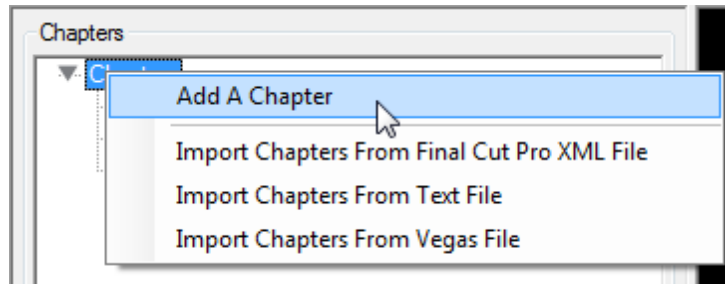 Chapters
Add A Chapter
Import Chapters From Final Cut Pro XML File
Import Chapters From Text File
Import Chapters From Vegas File